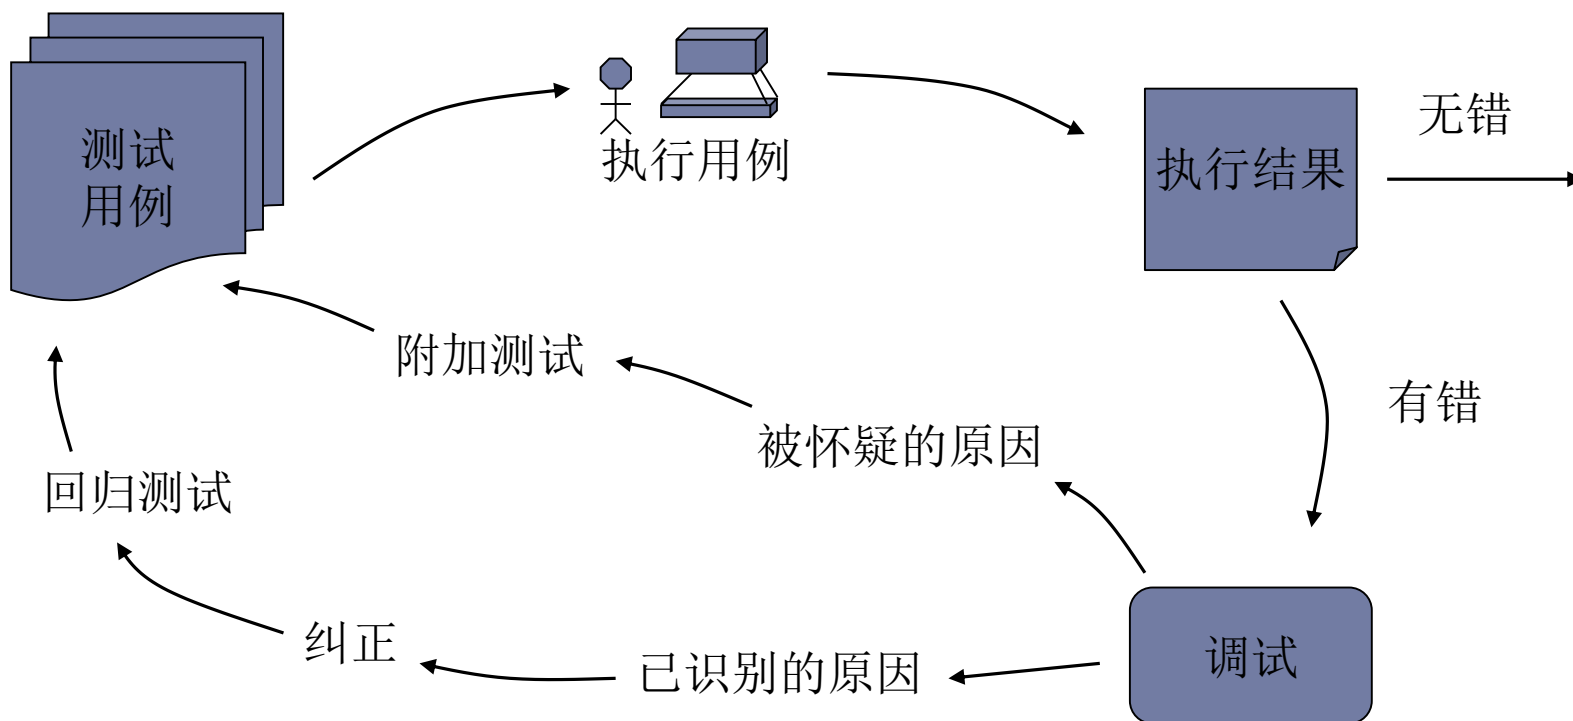 测试
用例
执行用例
执行结果
无错
附加测试
有错
被怀疑的原因
回归测试
纠正
已识别的原因
调试